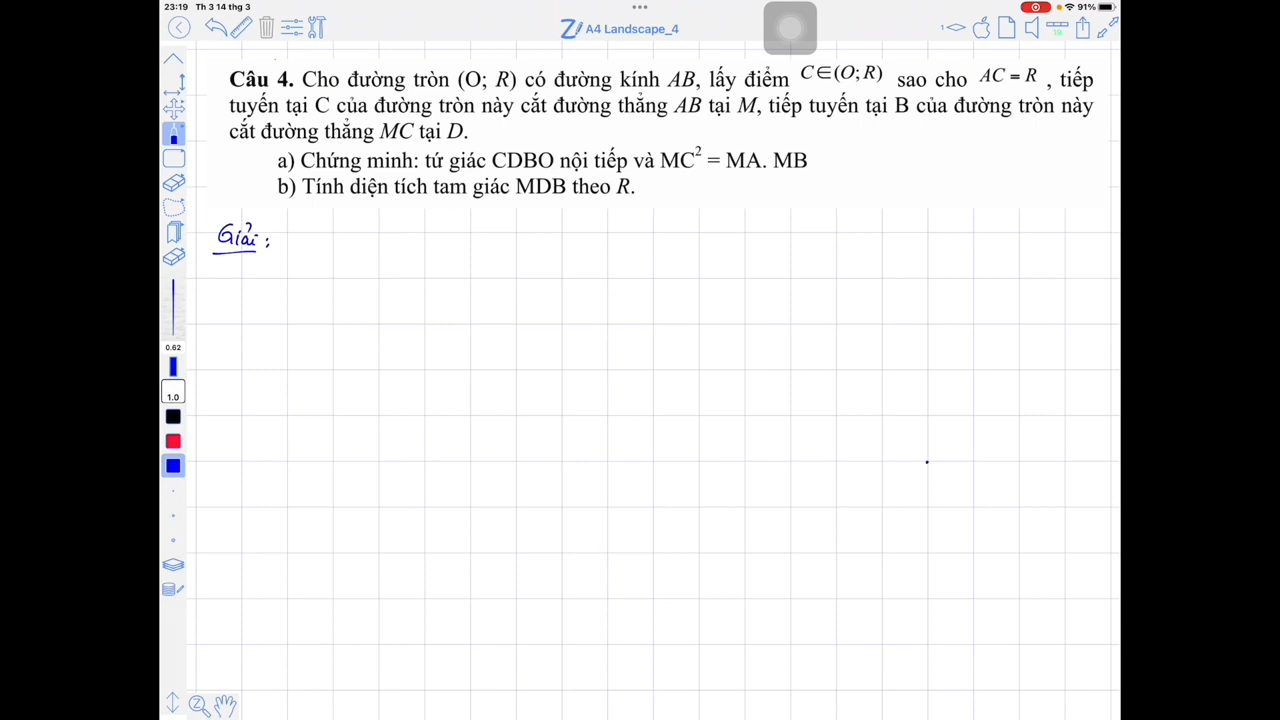 23:19 Th 3 14 thg 3
91%
A4 Landscape_4
Câu 4. Cho đường tròn (O; R) có đường kính AB, lấy điểm C∈(O;R) sao cho AC = R , tiếp
tuyến tại C của đường tròn này cắt đường thẳng AB tại M, tiếp tuyến tại B của đường tròn này
cắt đường thẳng MC tại D.
a) Chứng minh: tứ giác CDBO nội tiếp và MC² = MA. MB
b) Tính diện tích tam giác MDB theo R.
Giải :
0.62
1.0